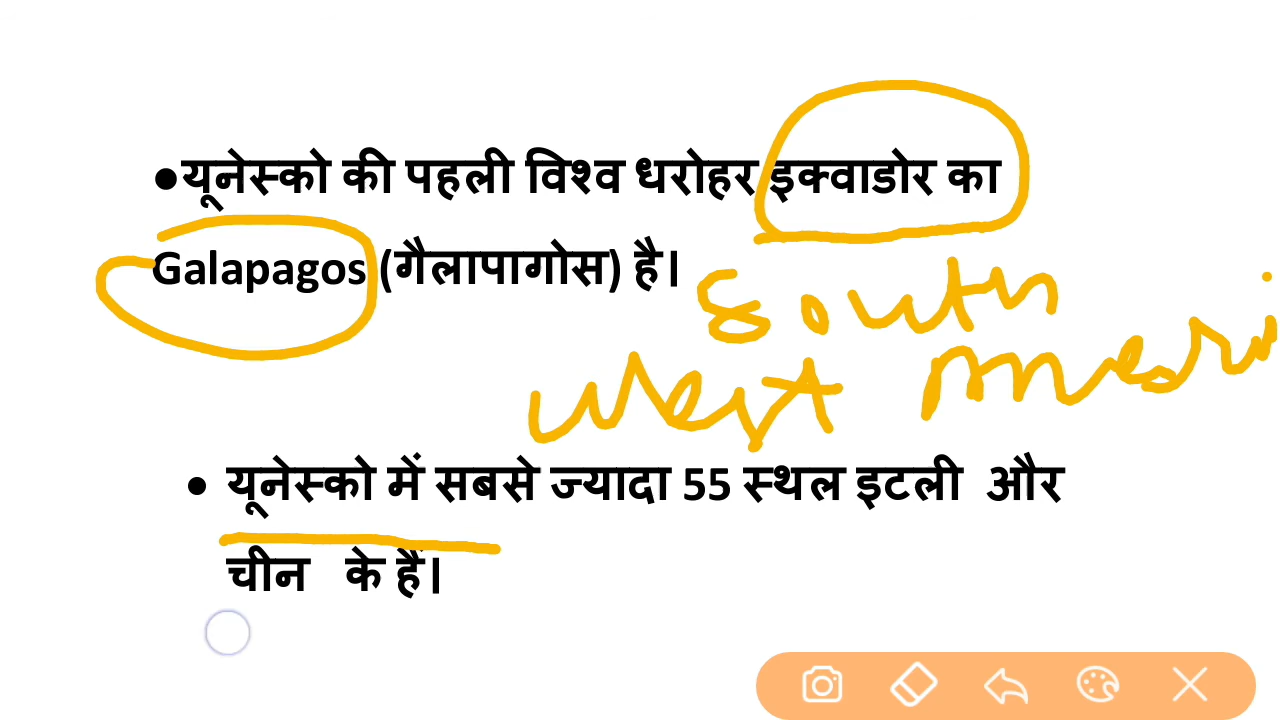 ●यूनेस्को की पहली विश्व धरोहर इक्वाडोर का
Galapagos (गैलापागोस) है।
South
West Ameri
• यूनेस्को में सबसे ज्यादा 55 स्थल इटली और
चीन के हैं।